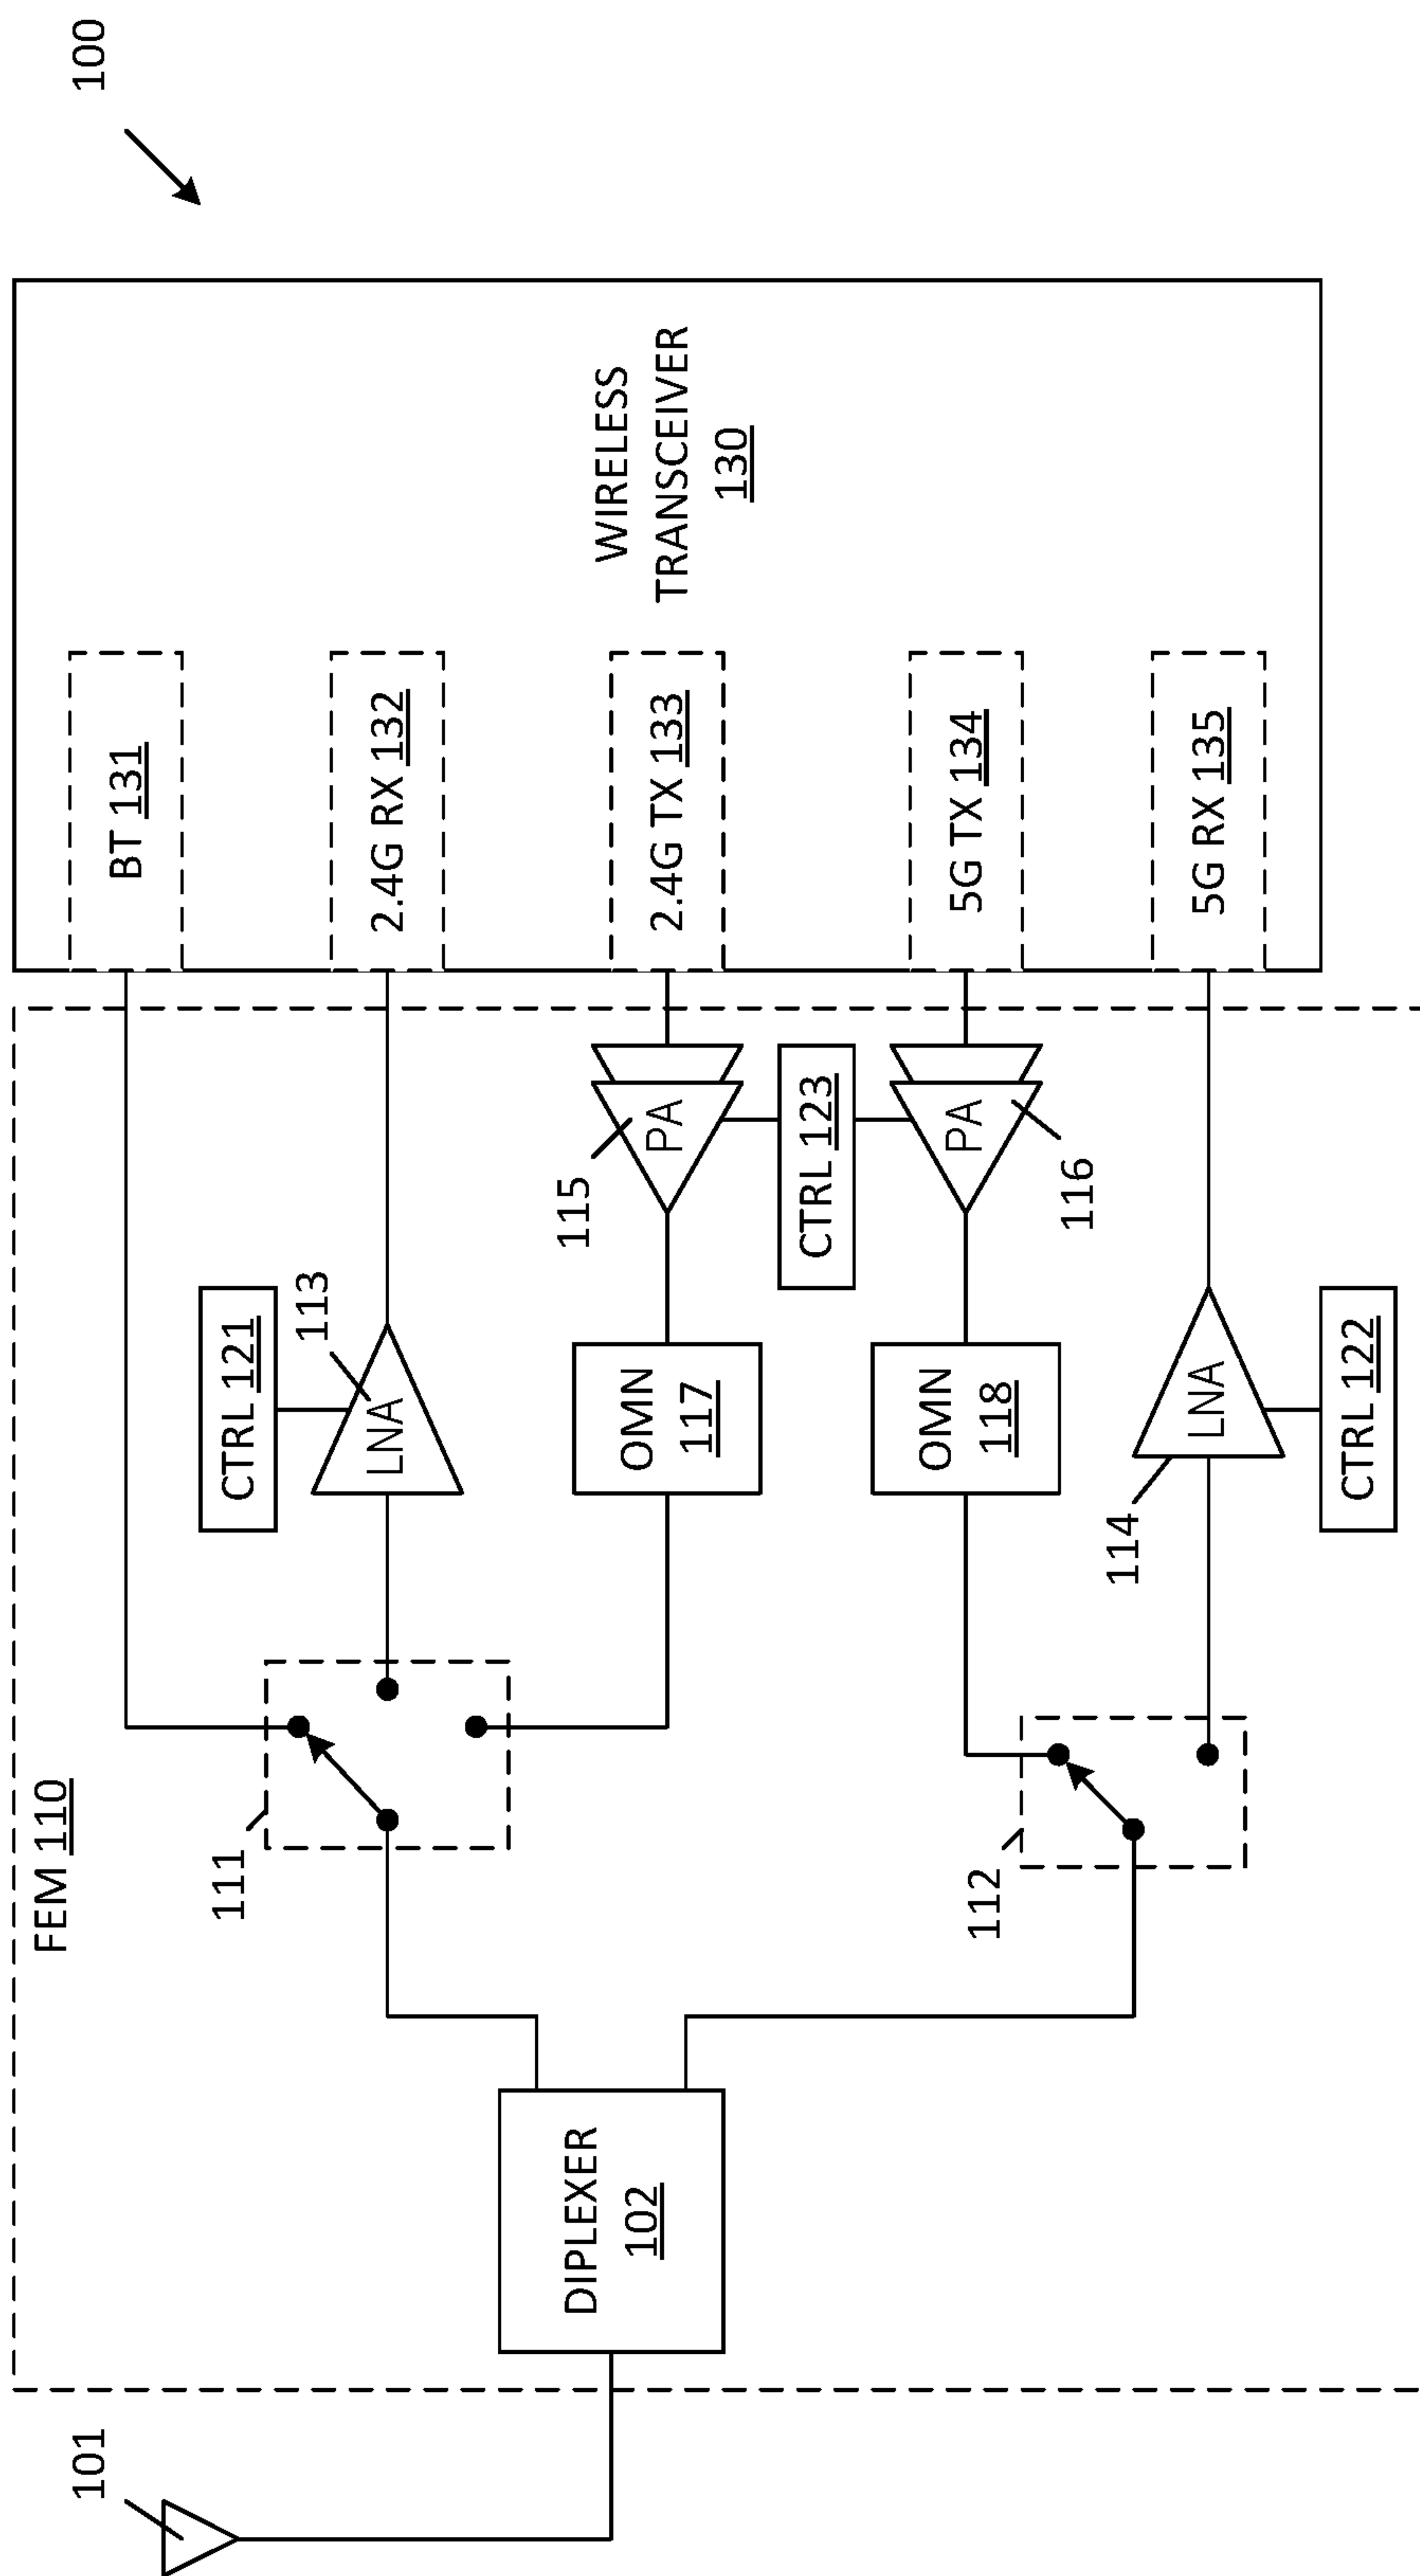 100
FEM 110
101
DIPLEXER
102
111
112
CTRL 121
113
LNA
115
PA
OMN
117
CTRL 123
OMN
118
PA
116
114
LNA
CTRL 122
BT 131
2.4G RX 132
2.4G TX 133
5G TX 134
5G RX 135
WIRELESS
TRANSCEIVER
130